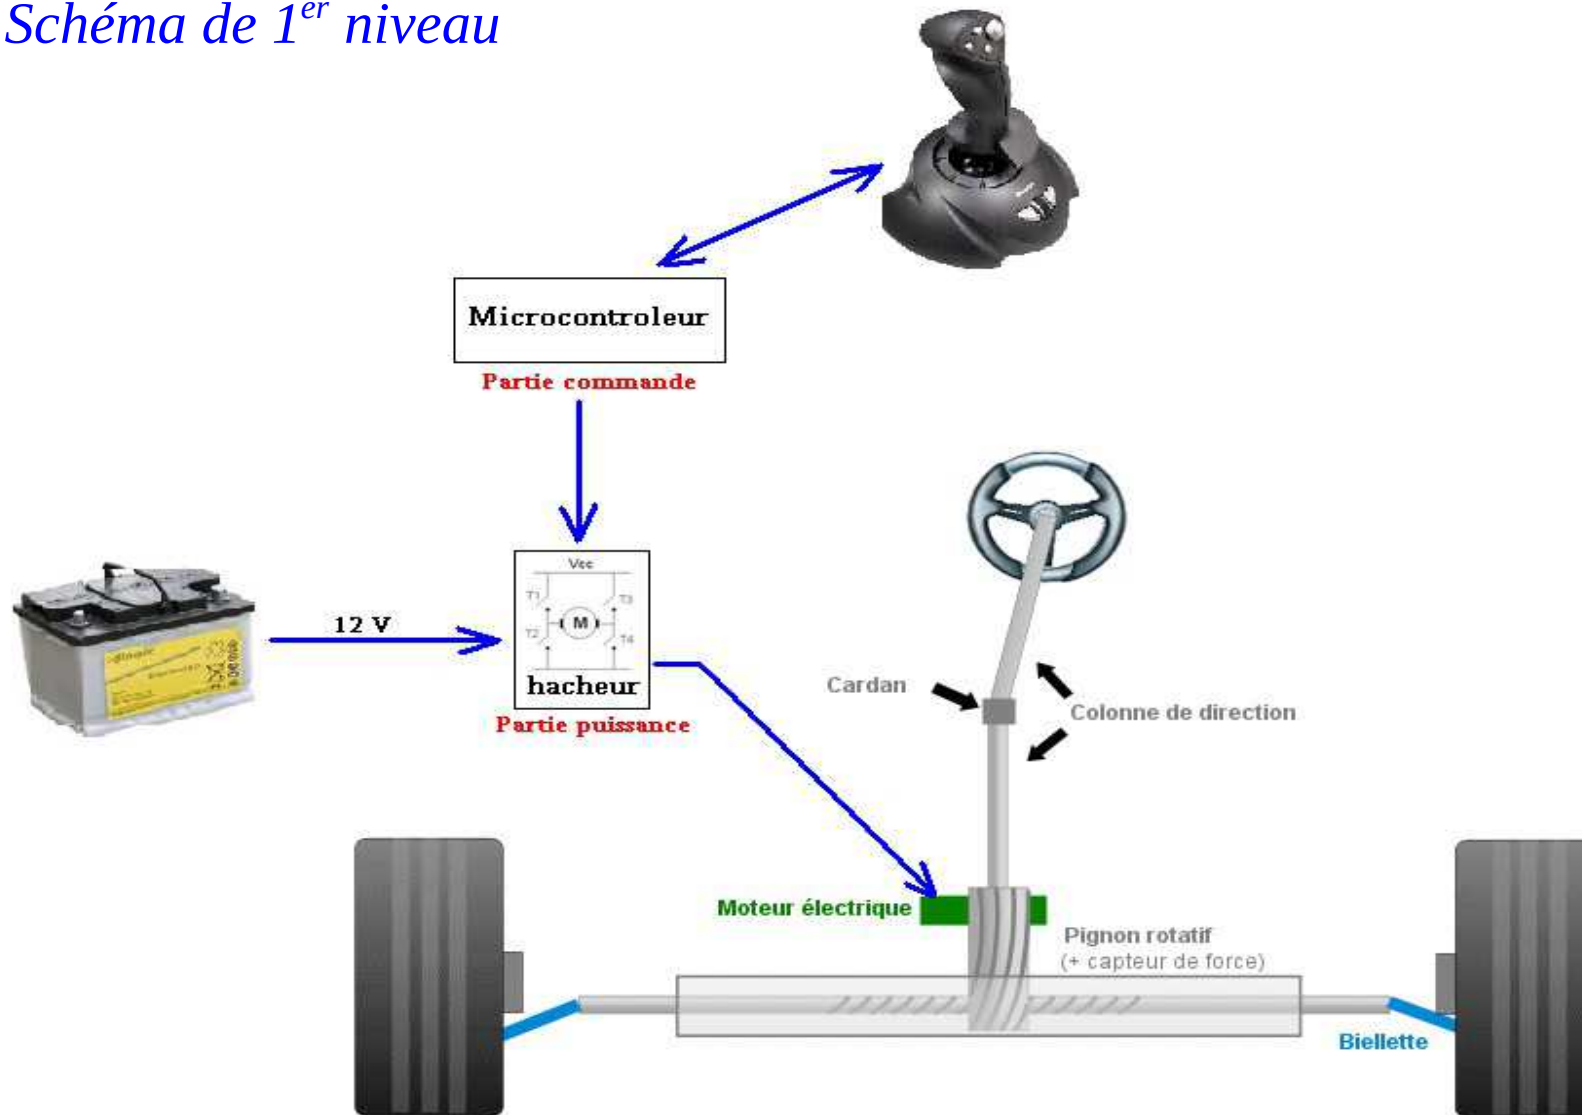 Schéma de 1er niveau
Microcontroleur
Partie commande
12 V
Vcc
T1
T3
M
T2
T4
hacheur
Partie puissance
Cardan
Colonne de direction
Moteur électrique
Pignon rotatif
(+ capteur de force)
Biellette